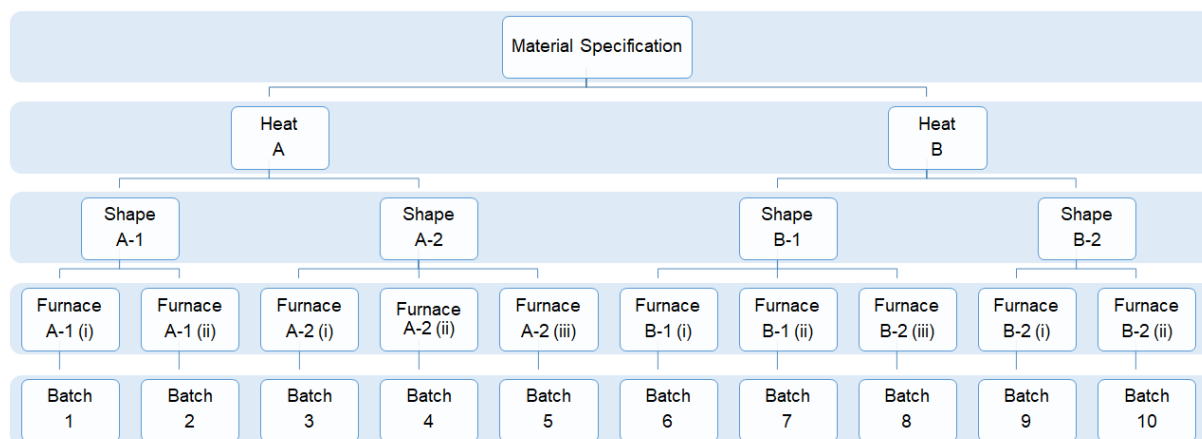 Material Specification
Heat
A
Heat
B
Shape
A-1
Shape
A-2
Shape
B-1
Shape
B-2
Furnace
A-1 (i)
Furnace
A-1 (ii)
Furnace
A-2 (i)
Furnace
A-2 (ii)
Furnace
A-2 (iii)
Furnace
B-1 (i)
Furnace
B-1 (ii)
Furnace
B-2 (iii)
Furnace
B-2 (i)
Furnace
B-2 (ii)
Batch
1
Batch
2
Batch
3
Batch
4
Batch
5
Batch
6
Batch
7
Batch
8
Batch
9
Batch
10